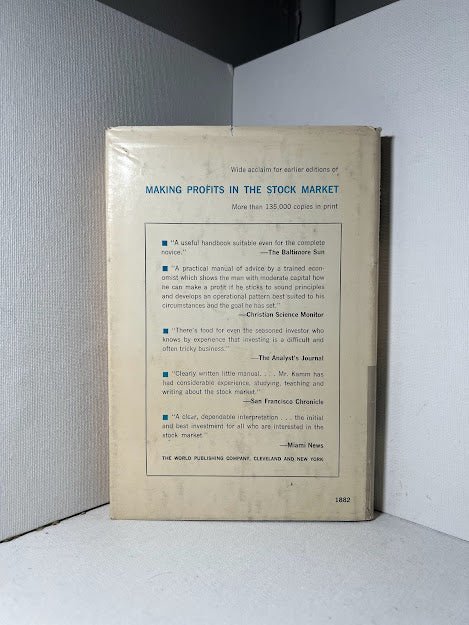 Wide acclaim for earlier editions of
MAKING PROFITS IN THE STOCK MARKET
More than 135,000 copies in print
"A useful handbook suitable even for the complete
novice." —The Baltimore Sun
"A practical manual of advice by a trained econ-
omist which shows the man with moderate capital how
he can make a profit if he sticks to sound principles
and develops an operational pattern best suited to his
circumstances and the goal he has set."
—Christian Science Monitor
"There's food for even the seasoned investor who
knows by experience that investing is a difficult and
often tricky business."
—The Analyst's Journal
"Clearly written little manual. . . . Mr. Kamm has
had considerable experience, studying, teaching and
writing about the stock market."
—San Francisco Chronicle
"A clear, dependable interpretation . . . the initial
and best investment for all who are interested in the
stock market."
—Miami News
THE WORLD PUBLISHING COMPANY, CLEVELAND AND NEW YORK
1882